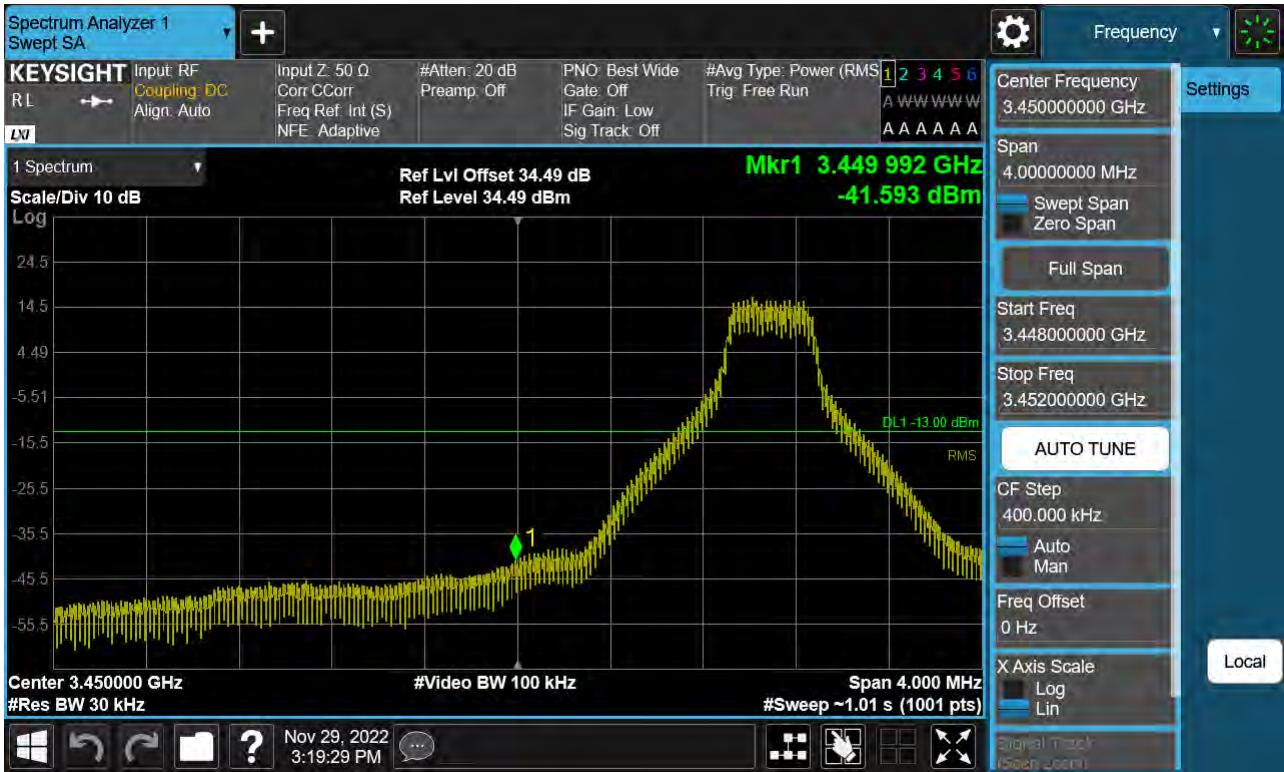 Spectrum Analyzer 1
Swept SA
+
Frequency
KEYSIGHT
RL
LXI
Input: RF
Coupling: DC
Align: Auto
Input Z: 50 Ω
Corr CCorr
Freq Ref: Int (S)
NFE: Adaptive
#Atten: 20 dB
Preamp: Off
PNO: Best Wide
Gate: Off
IF Gain: Low
Sig Track: Off
#Avg Type: Power (RMS
Trig: Free Run
1 2 3 4 5 6
A W W W W W
A A A A A A
1 Spectrum
Scale/Div 10 dB
Log
Ref Lvl Offset 34.49 dB
Ref Level 34.49 dBm
Mkr1 3.449 992 GHz
-41.593 dBm
24.5
14.5
4.49
-5.51
-15.5
-25.5
-35.5
-45.5
-55.5
DL1 -13.00 dBm
RMS
1
Center 3.450000 GHz
#Res BW 30 kHz
#Video BW 100 kHz
Span 4.000 MHz
#Sweep ~1.01 s (1001 pts)
Center Frequency
3.450000000 GHz
Settings
Span
4.00000000 MHz
Swept Span
Zero Span
Full Span
Start Freq
3.448000000 GHz
Stop Freq
3.452000000 GHz
AUTO TUNE
CF Step
400.000 kHz
Auto
Man
Freq Offset
0 Hz
X Axis Scale
Log
Lin
Signal Track
(Span Zoom)
Local
?
Nov 29, 2022
3:19:29 PM